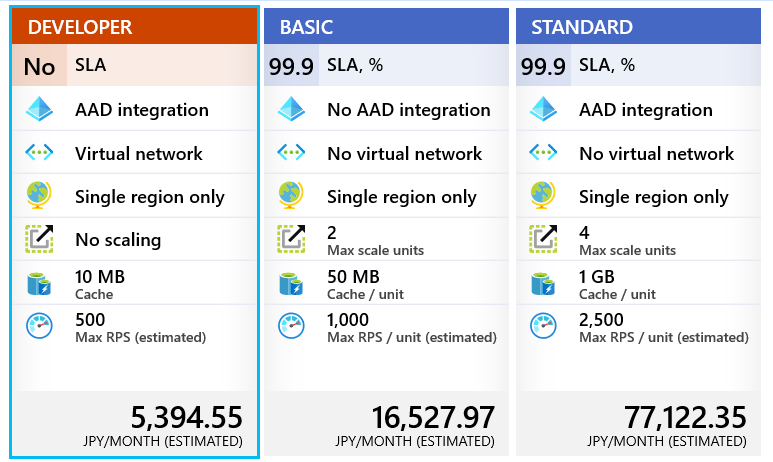 DEVELOPER
No SLA
AAD integration
Virtual network
Single region only
No scaling
10 MB
Cache
500
Max RPS (estimated)
5,394.55
JPY/MONTH (ESTIMATED)
BASIC
99.9 SLA, %
No AAD integration
No virtual network
Single region only
2
Max scale units
50 MB
Cache / unit
1,000
Max RPS / unit (estimated)
16,527.97
JPY/MONTH (ESTIMATED)
STANDARD
99.9 SLA, %
AAD integration
No virtual network
Single region only
4
Max scale units
1 GB
Cache / unit
2,500
Max RPS / unit (estimated)
77,122.35
JPY/MONTH (ESTIMATED)